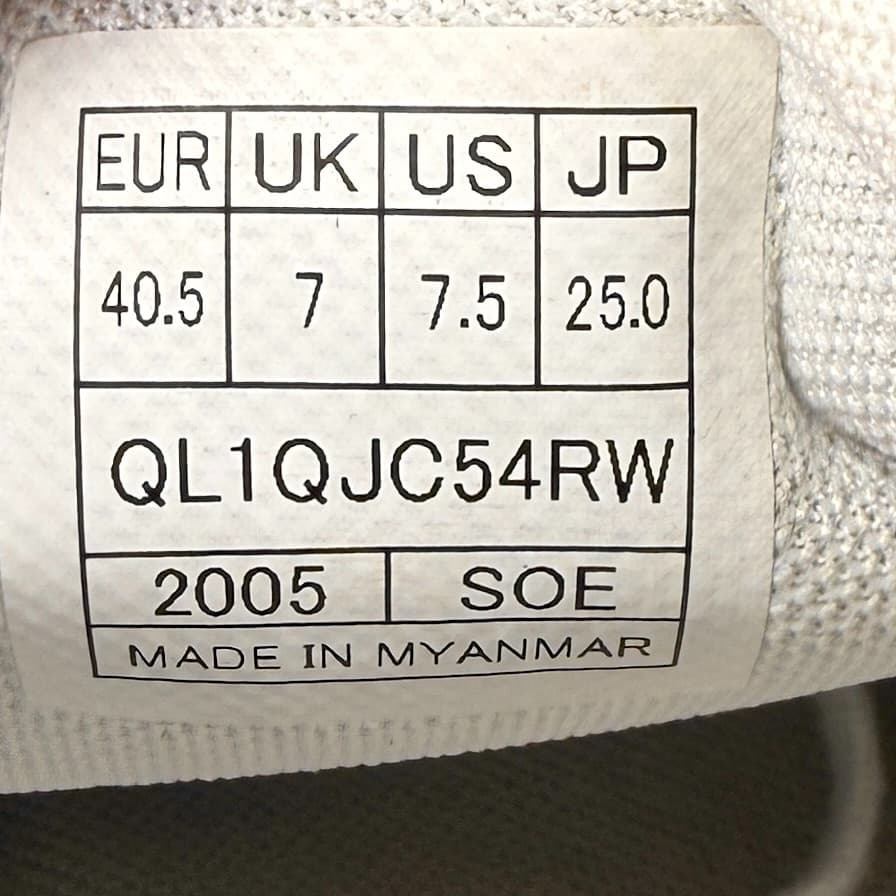 EUR UK US JP
40.5 7 7.5 25.0
QL1QJC54RW
2005 SOE
MADE IN MYANMAR